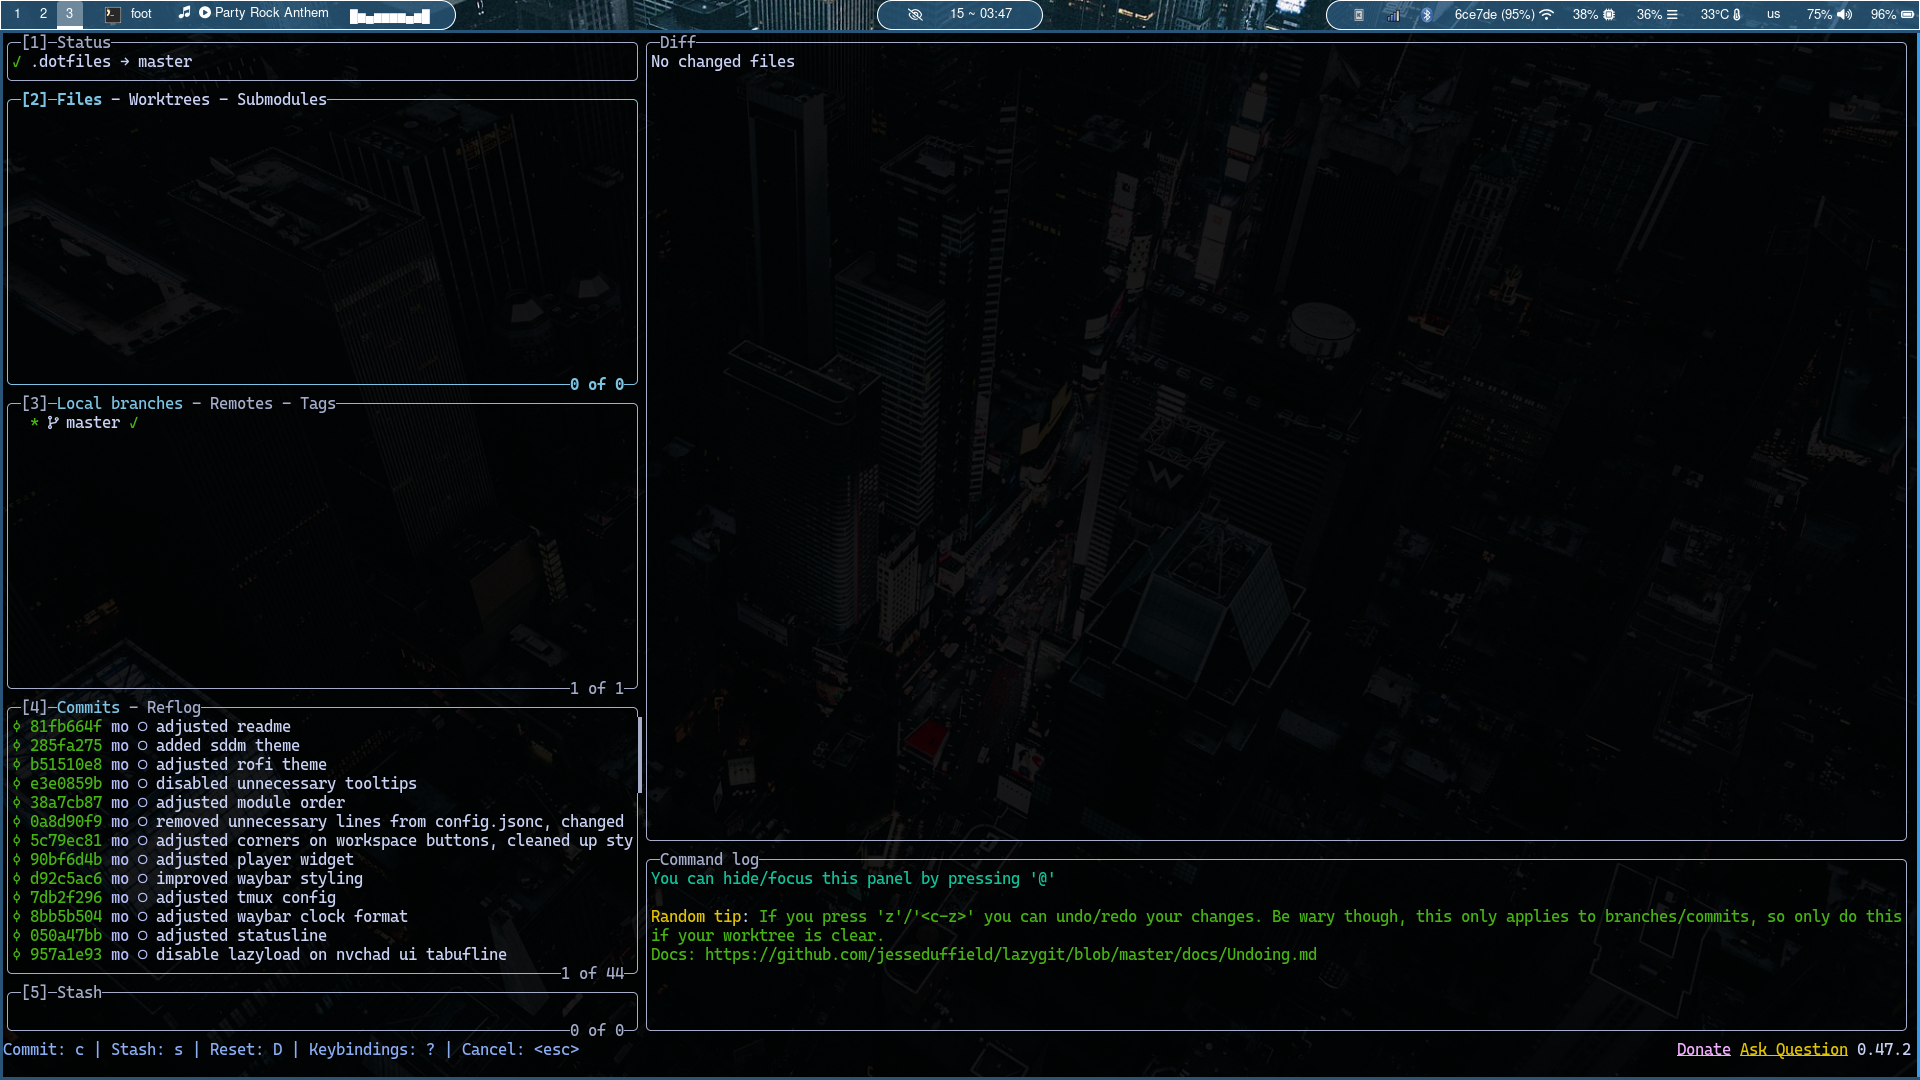 1 2 3 foot Party Rock Anthem 15 ~ 03:47 6ce7de (95%) 38% 36% 33°C us 75% 96%
[1]─Status
✓ .dotfiles → master
[2]─Files - Worktrees - Submodules
0 of 0
[3]─Local branches - Remotes - Tags
* master ✓
1 of 1
[4]─Commits - Reflog
81fb664f mo ○ adjusted readme
285fa275 mo ○ added sddm theme
b51510e8 mo ○ adjusted rofi theme
e3e0859b mo ○ disabled unnecessary tooltips
38a7cb87 mo ○ adjusted module order
0a8d90f9 mo ○ removed unnecessary lines from config.jsonc, changed
5c79ec81 mo ○ adjusted corners on workspace buttons, cleaned up sty
90bf6d4b mo ○ adjusted player widget
d92c5ac6 mo ○ improved waybar styling
7db2f296 mo ○ adjusted tmux config
8bb5b504 mo ○ adjusted waybar clock format
050a47bb mo ○ adjusted statusline
957a1e93 mo ○ disable lazyload on nvchad ui tabufline
1 of 44
[5]─Stash
0 of 0
Diff
No changed files
Command log
You can hide/focus this panel by pressing '@'
Random tip: If you press 'z'/'<c-z>' you can undo/redo your changes. Be wary though, this only applies to branches/commits, so only do this
if your worktree is clear.
Docs: https://github.com/jesseduffield/lazygit/blob/master/docs/Undoing.md
Commit: c | Stash: s | Reset: D | Keybindings: ? | Cancel: <esc>
Donate Ask Question 0.47.2